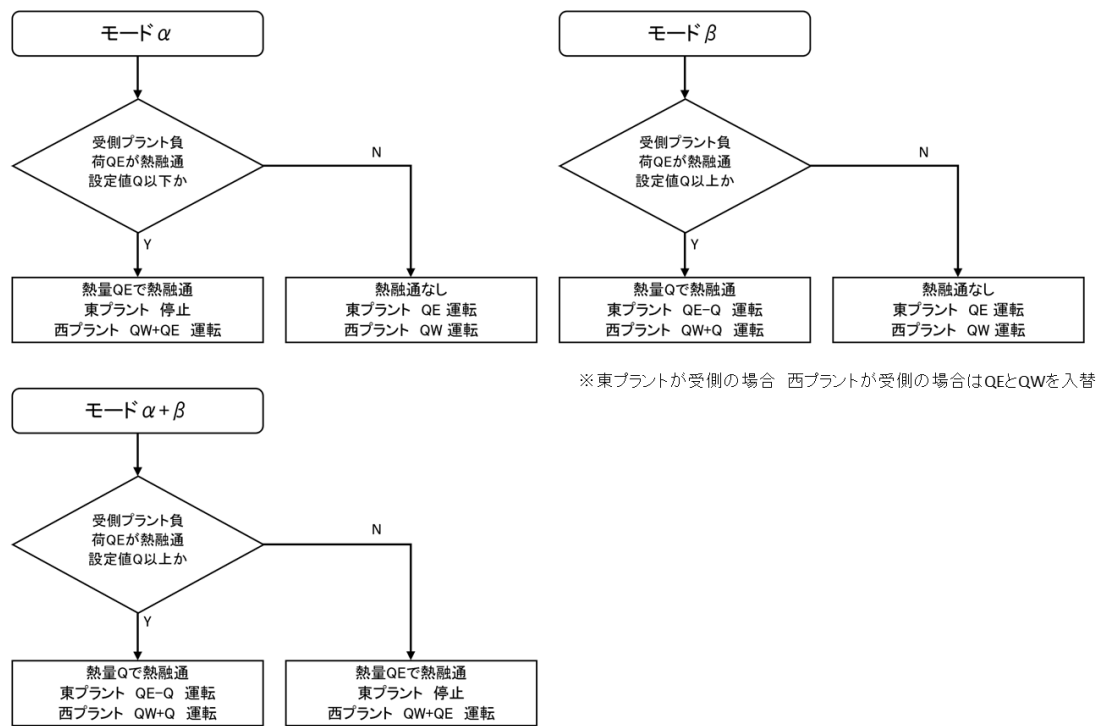 モードα
受側プラント負
荷QEが熱融通
設定値Q以下か
N
Y
熱量QEで熱融通
東プラント 停止
西プラント QW+QE 運転
熱融通なし
東プラント QE 運転
西プラント QW 運転
モードβ
受側プラント負
荷QEが熱融通
設定値Q以上か
N
Y
熱量Qで熱融通
東プラント QE-Q 運転
西プラント QW+Q 運転
熱融通なし
東プラント QE 運転
西プラント QW 運転
※東プラントが受側の場合 西プラントが受側の場合はQEとQWを入替
モードα+β
受側プラント負
荷QEが熱融通
設定値Q以上か
N
Y
熱量Qで熱融通
東プラント QE-Q 運転
西プラント QW+Q 運転
熱量QEで熱融通
東プラント 停止
西プラント QW+QE 運転